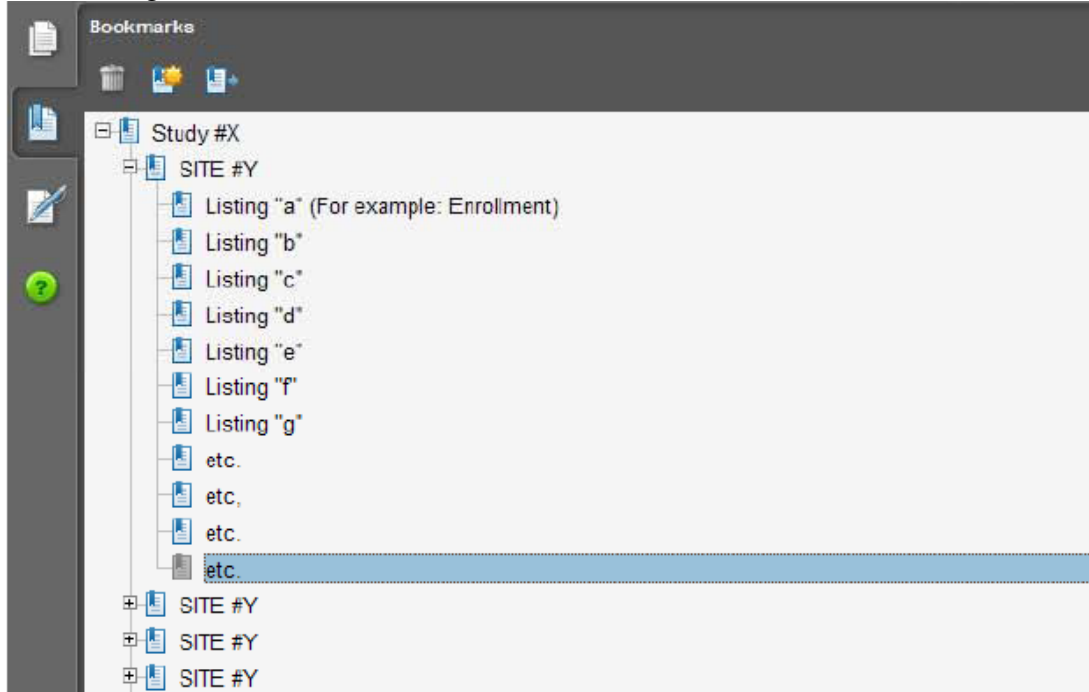 Bookmarks
Study #X
SITE #Y
Listing "a" (For example: Enrollment)
Listing "b"
Listing "c"
Listing "d"
Listing "e"
Listing "f"
Listing "g"
etc.
etc,
etc.
etc.
SITE #Y
SITE #Y
SITE #Y
?